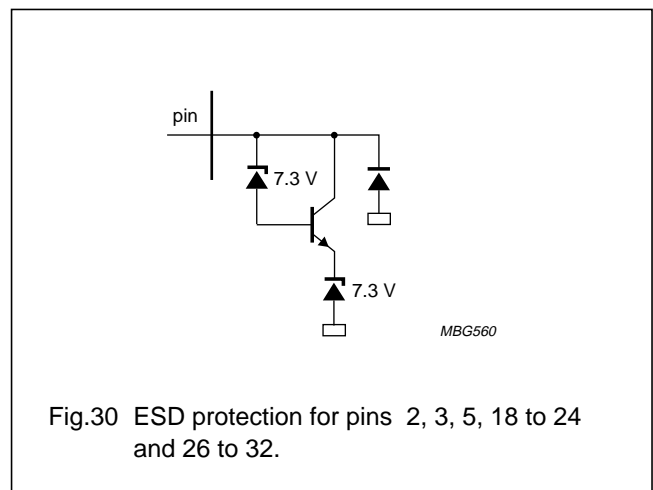 pin
7.3 V
7.3 V
MBG560
Fig.30 ESD protection for pins 2, 3, 5, 18 to 24
and 26 to 32.